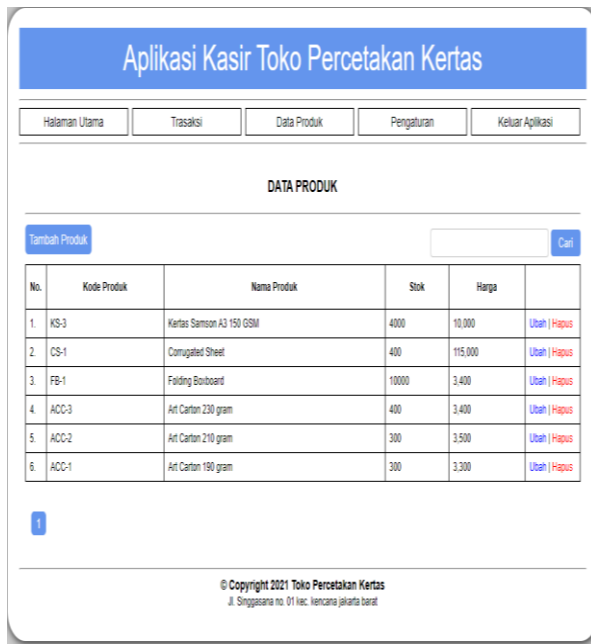 Aplikasi Kasir Toko Percetakan Kertas
Halaman Utama Trasaksi Data Produk Pengaturan Keluar Aplikasi
DATA PRODUK
Tambah Produk Cari
No. Kode Produk Nama Produk Stok Harga
1. KS-3 Kertas Samson A3 150 GSM 4000 10,000 Ubah | Hapus
2. CS-1 Corrugated Sheet 400 115,000 Ubah | Hapus
3. FB-1 Folding Boxboard 10000 3,400 Ubah | Hapus
4. ACC-3 Art Carton 230 gram 400 3,400 Ubah | Hapus
5. ACC-2 Art Carton 210 gram 300 3,500 Ubah | Hapus
6. ACC-1 Art Carton 190 gram 300 3,300 Ubah | Hapus
1
© Copyright 2021 Toko Percetakan Kertas
Jl. Singgasana no. 01 kec. kencana jakarta barat